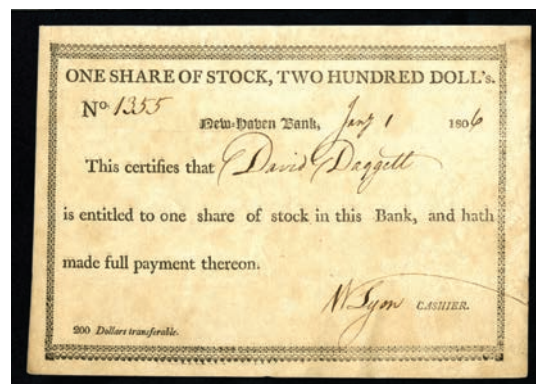 ONE SHARE OF STOCK, TWO HUNDRED DOLL's.
No. 1355
New-Haven Bank, Jany 1 1806
This certifies that David Daggett
is entitled to one share of stock in this Bank, and hath
made full payment thereon.
W Lyon CASHIER.
200 Dollars transferable.